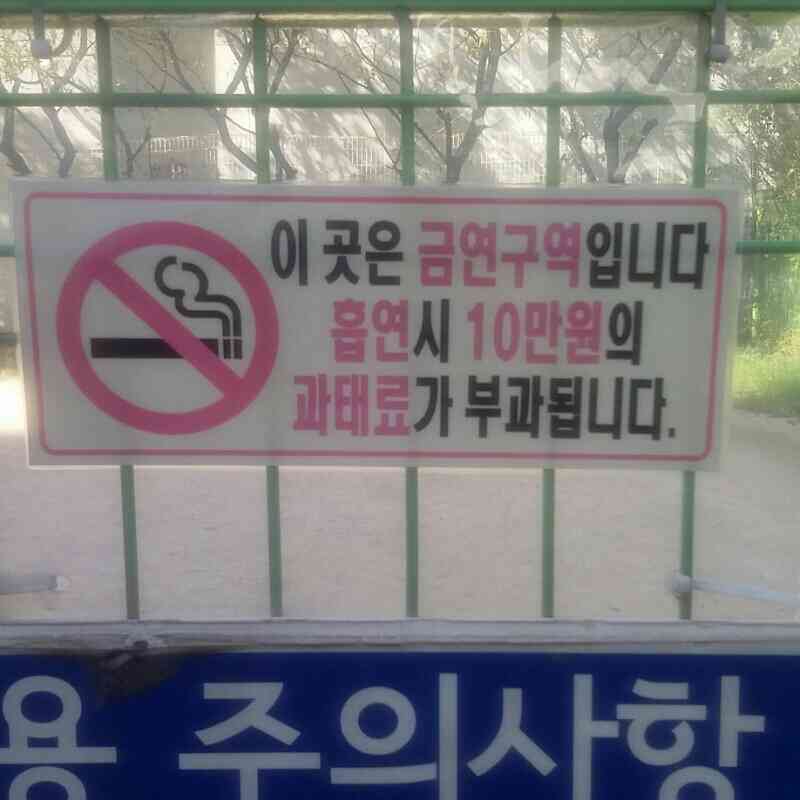 이 곳은 금연구역입니다
흡연시 10만원의
과태료가 부과됩니다.
용 주의사항